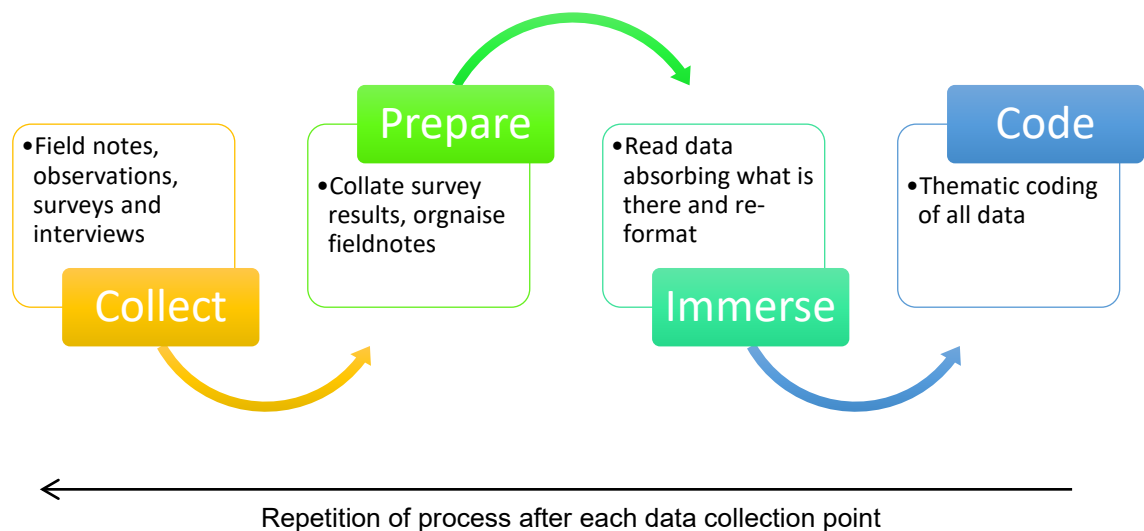 •Field notes,
observations,
surveys and
interviews
Collect
Prepare
•Collate survey
results, orgnaise
fieldnotes
•Read data
absorbing what is
there and re-
format
Immerse
Code
•Thematic coding
of all data
Repetition of process after each data collection point